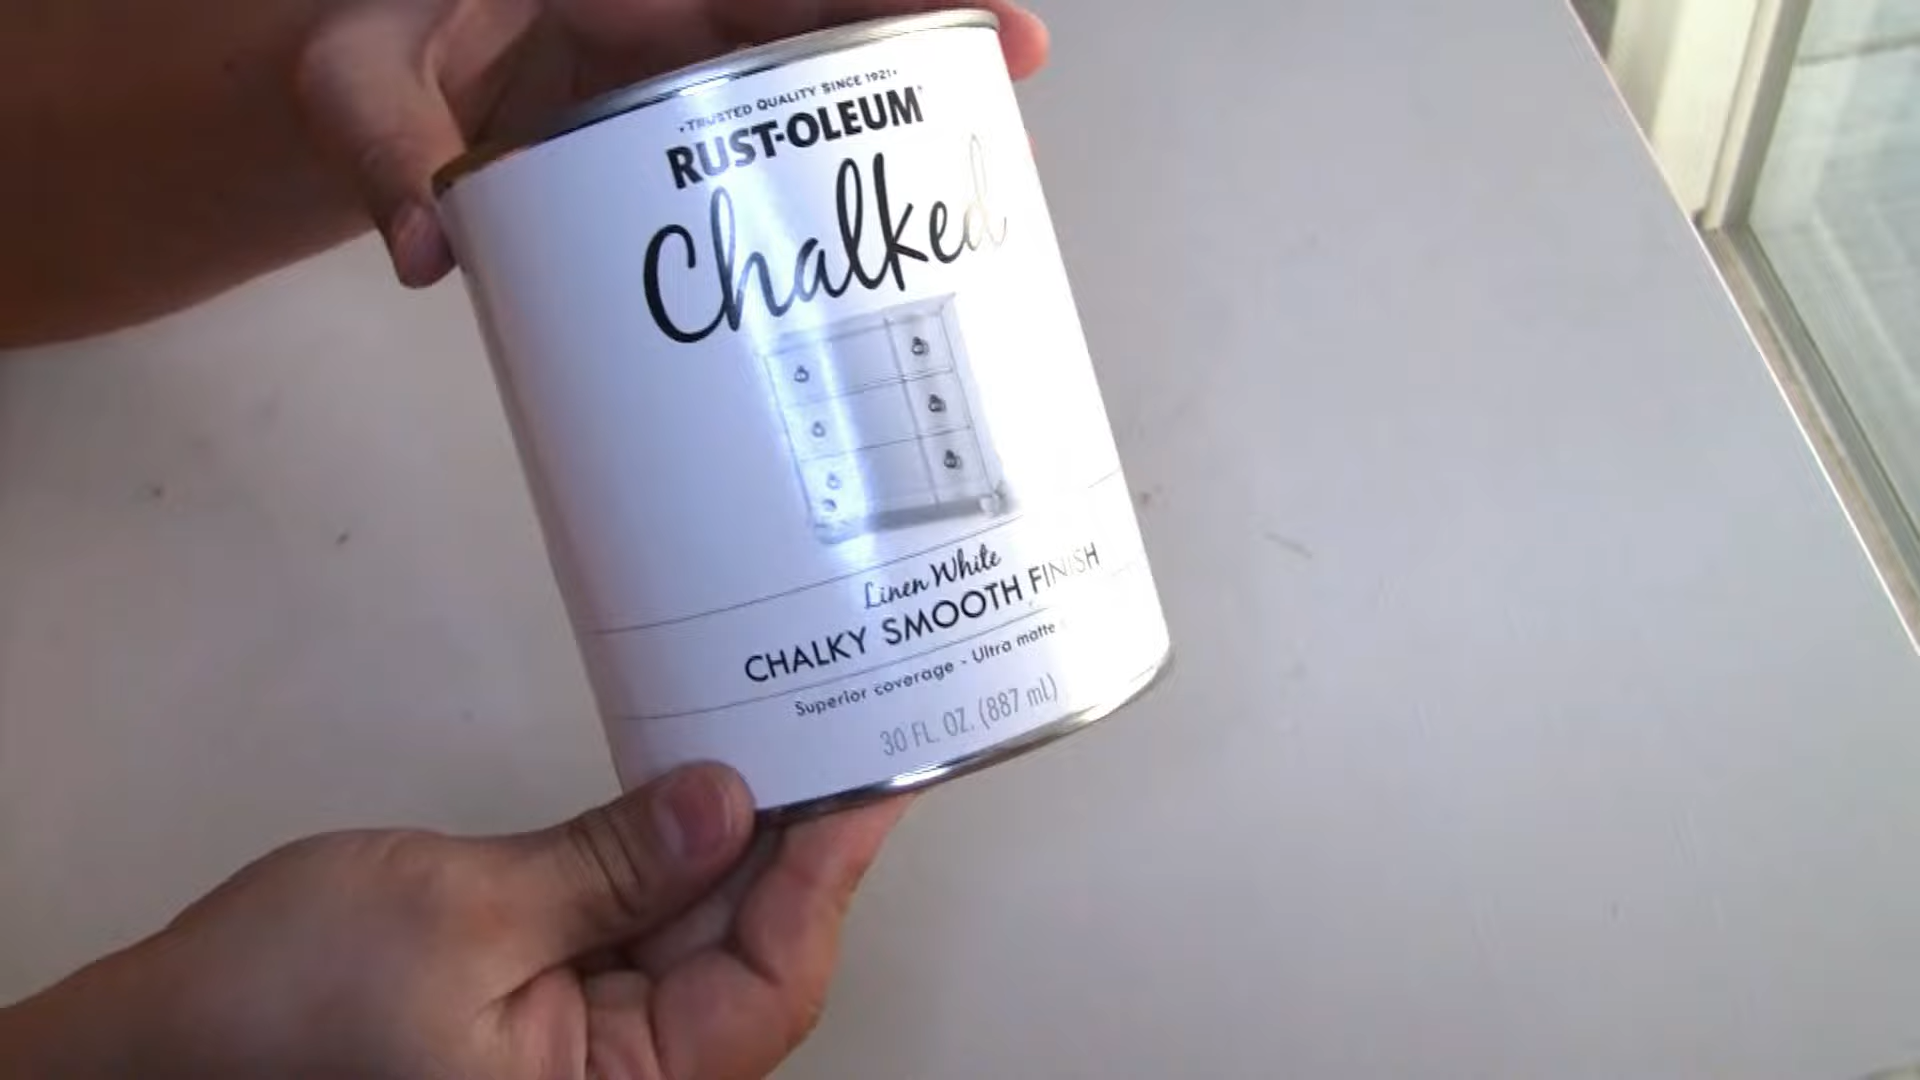 •TRUSTED QUALITY SINCE 1921•
RUST-OLEUM
Chalked
Linen White
CHALKY SMOOTH FINISH
Superior coverage - Ultra matte
30 FL. OZ. (887 ml)